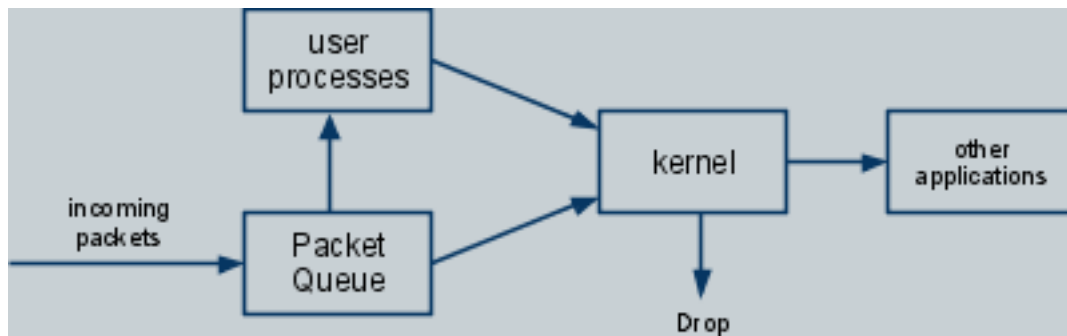 user
processes
kernel
other
applications
incoming
packets
Packet
Queue
Drop